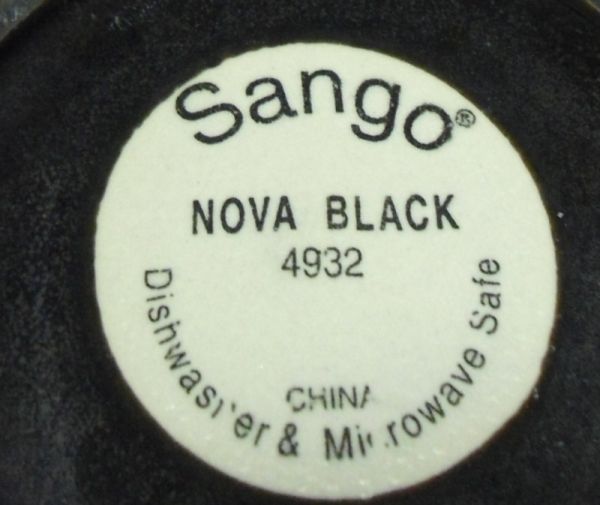 Sango®
NOVA BLACK
4932
CHINA
Dishwasher & Microwave Safe